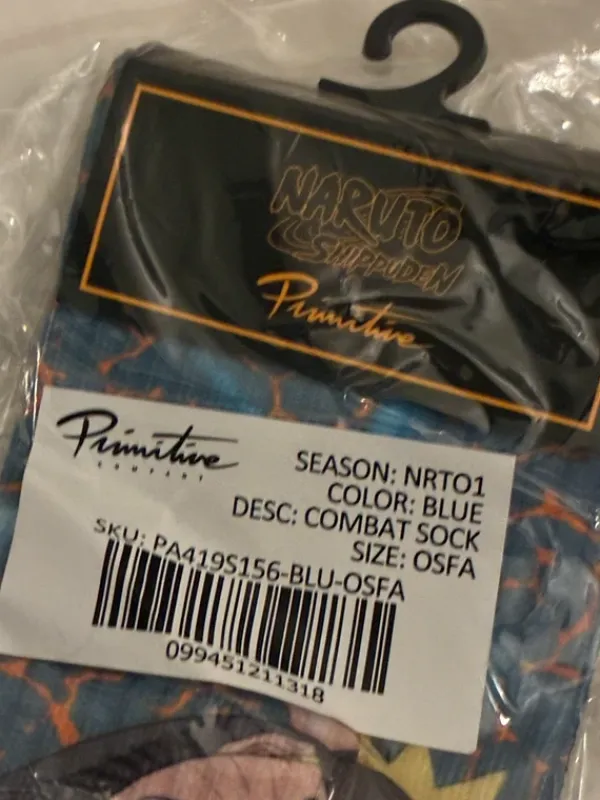 NARUTO
SHIPPUDEN
Primitive
Primitive
COMPANY
SEASON: NRTO1
COLOR: BLUE
DESC: COMBAT SOCK
SIZE: OSFA
SKU: PA419S156-BLU-OSFA
099451211318